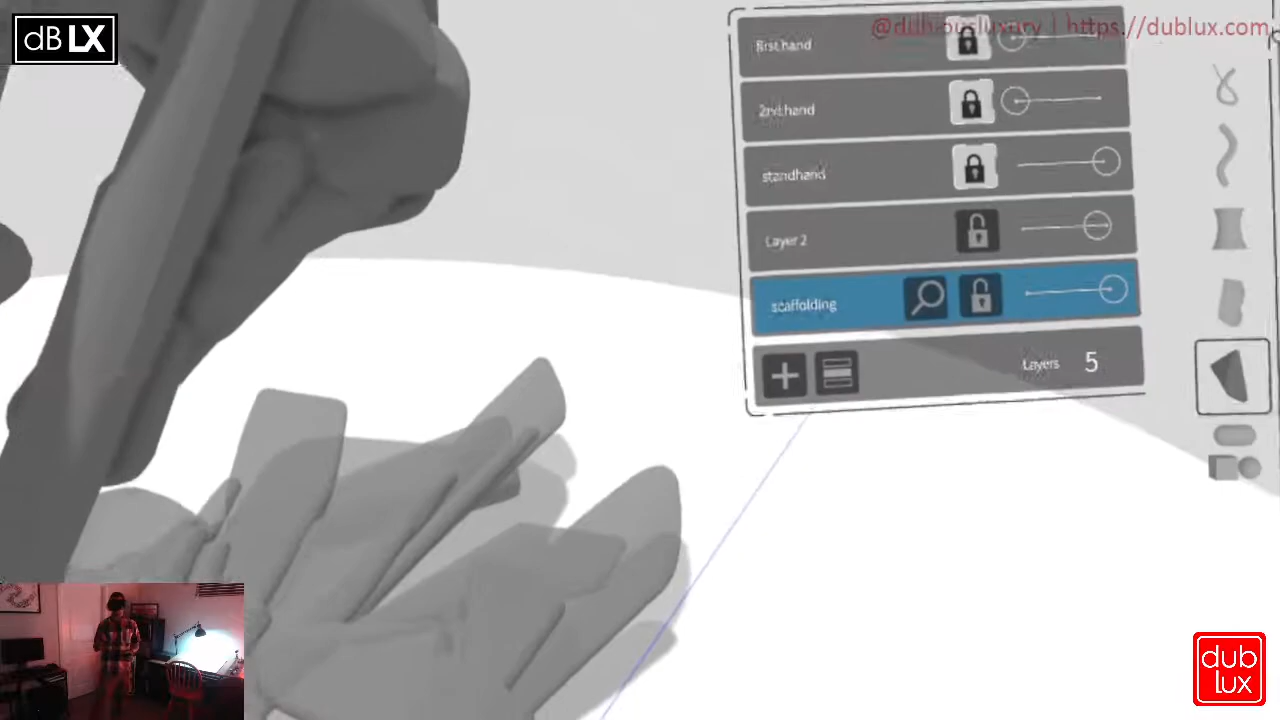 dB LX
| https://dublux.com
first hand
2nd hand
standhand
Layer 2
scaffolding
Layers 5
dub
lux